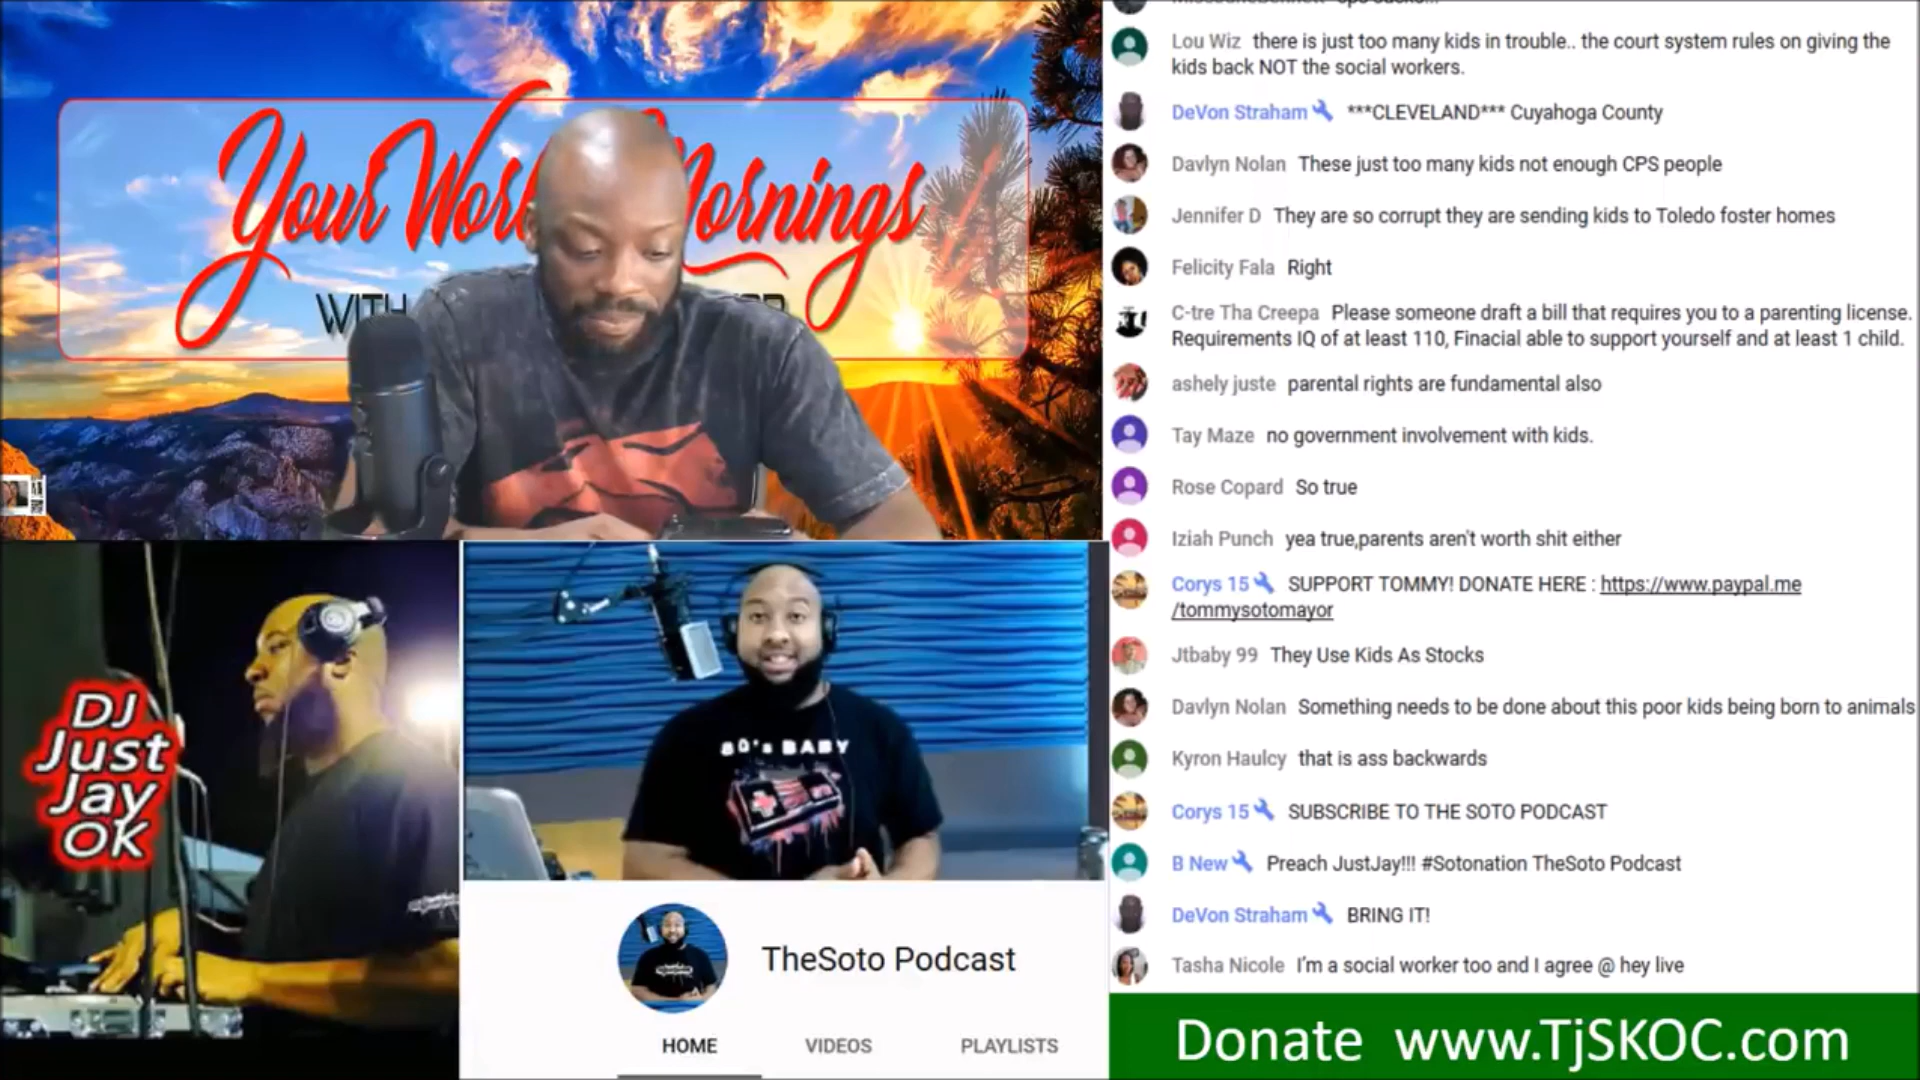 Your World Mornings
WITH
Lou Wiz there is just too many kids in trouble.. the court system rules on giving the
kids back NOT the social workers.
DeVon Straham ***CLEVELAND*** Cuyahoga County
Davlyn Nolan These just too many kids not enough CPS people
Jennifer D They are so corrupt they are sending kids to Toledo foster homes
Felicity Fala Right
C-tre Tha Creepa Please someone draft a bill that requires you to a parenting license.
Requirements IQ of at least 110, Finacial able to support yourself and at least 1 child.
ashely juste parental rights are fundamental also
Tay Maze no government involvement with kids.
Rose Copard So true
Iziah Punch yea true,parents aren't worth shit either
Corys 15 SUPPORT TOMMY! DONATE HERE : https://www.paypal.me
/tommysotomayor
Jtbaby 99 They Use Kids As Stocks
Davlyn Nolan Something needs to be done about this poor kids being born to animals
Kyron Haulcy that is ass backwards
Corys 15 SUBSCRIBE TO THE SOTO PODCAST
B New Preach JustJay!!! #Sotonation TheSoto Podcast
DeVon Straham BRING IT!
Tasha Nicole I'm a social worker too and I agree @ hey live
DJ
Just
Jay
OK
80's BABY
TheSoto Podcast
HOME VIDEOS PLAYLISTS
Donate www.TjSKOC.com